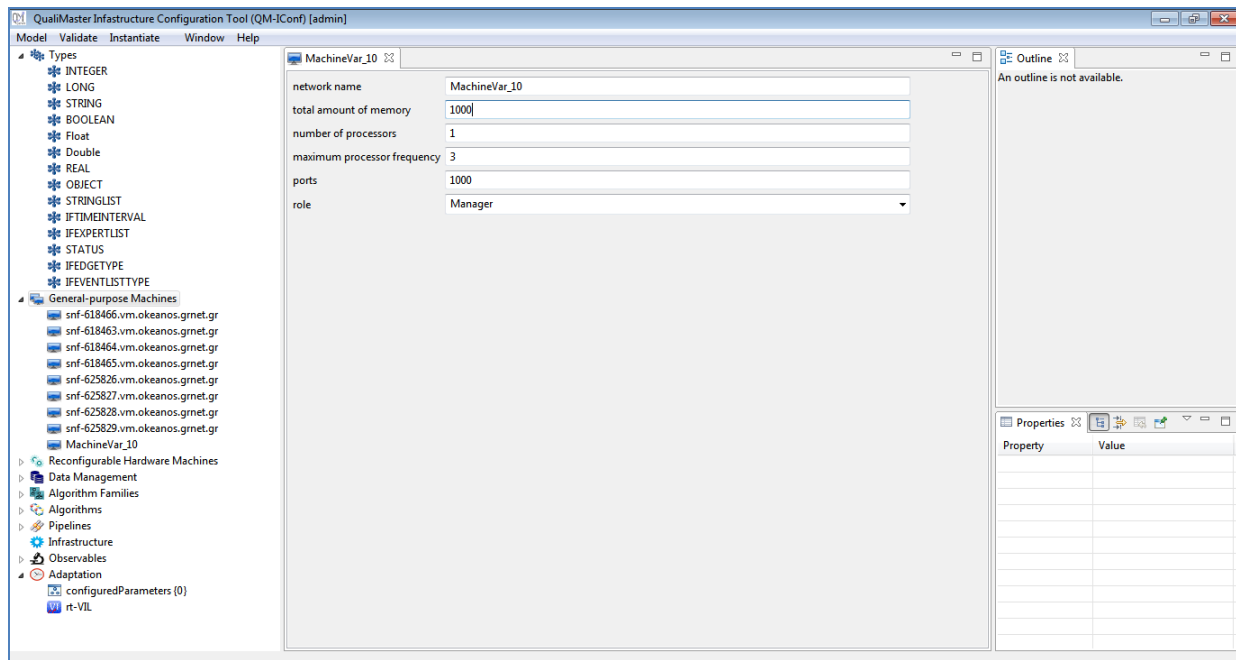 QM QualiMaster Infastructure Configuration Tool (QM-IConf) [admin]
Model Validate Instantiate Window Help
Types
INTEGER
LONG
STRING
BOOLEAN
Float
Double
REAL
OBJECT
STRINGLIST
IFTIMEINTERVAL
IFEXPERTLIST
STATUS
IFEDGETYPE
IFEVENTLISTTYPE
General-purpose Machines
snf-618466.vm.okeanos.grnet.gr
snf-618463.vm.okeanos.grnet.gr
snf-618464.vm.okeanos.grnet.gr
snf-618465.vm.okeanos.grnet.gr
snf-625826.vm.okeanos.grnet.gr
snf-625827.vm.okeanos.grnet.gr
snf-625828.vm.okeanos.grnet.gr
snf-625829.vm.okeanos.grnet.gr
MachineVar_10
Reconfigurable Hardware Machines
Data Management
Algorithm Families
Algorithms
Pipelines
Infrastructure
Observables
Adaptation
configuredParameters {0}
VI rt-VIL
MachineVar_10
network name MachineVar_10
total amount of memory 1000
number of processors 1
maximum processor frequency 3
ports 1000
role Manager
Outline
An outline is not available.
Properties
Property Value